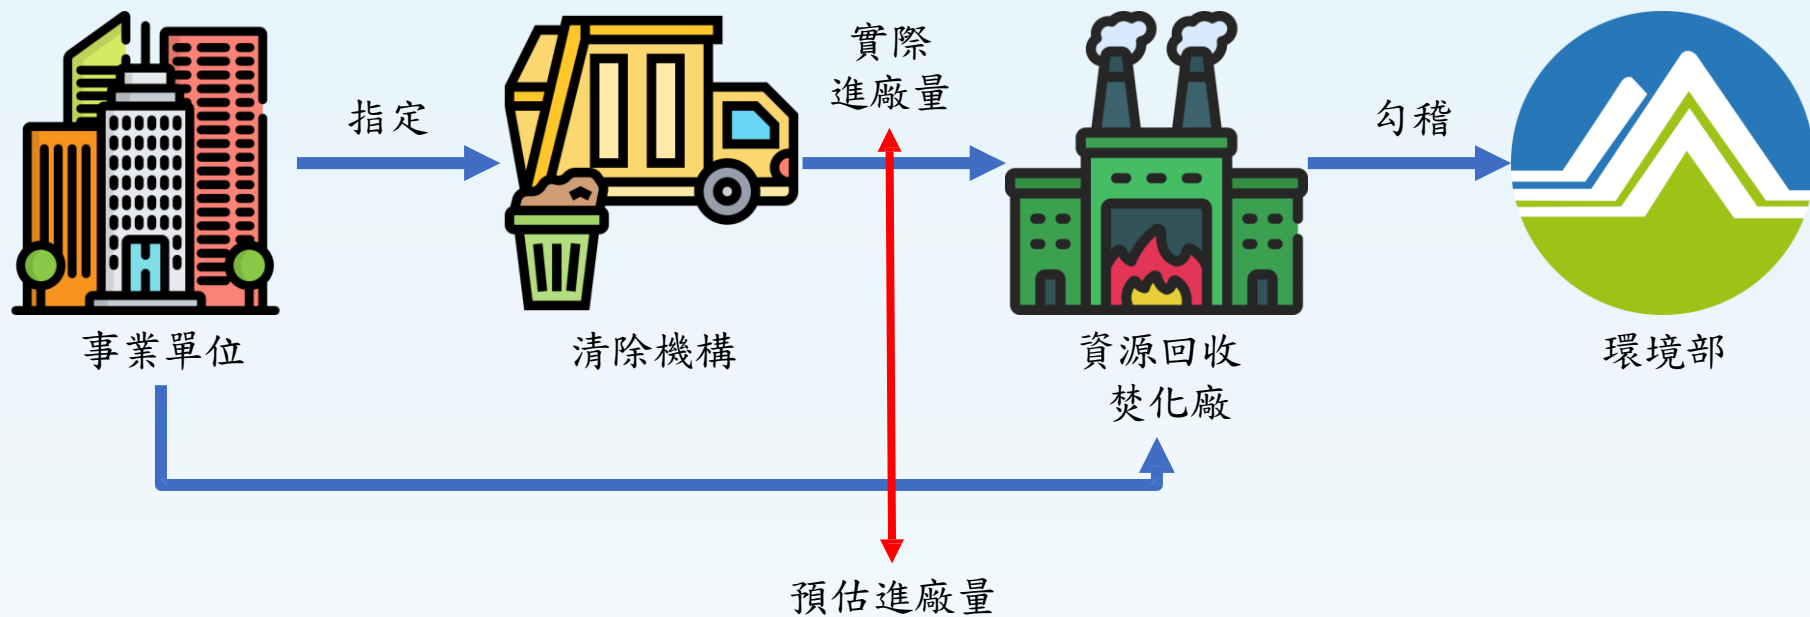 實際
進廠量
指定
勾稽
事業單位
清除機構
資源回收
焚化廠
環境部
預估進廠量